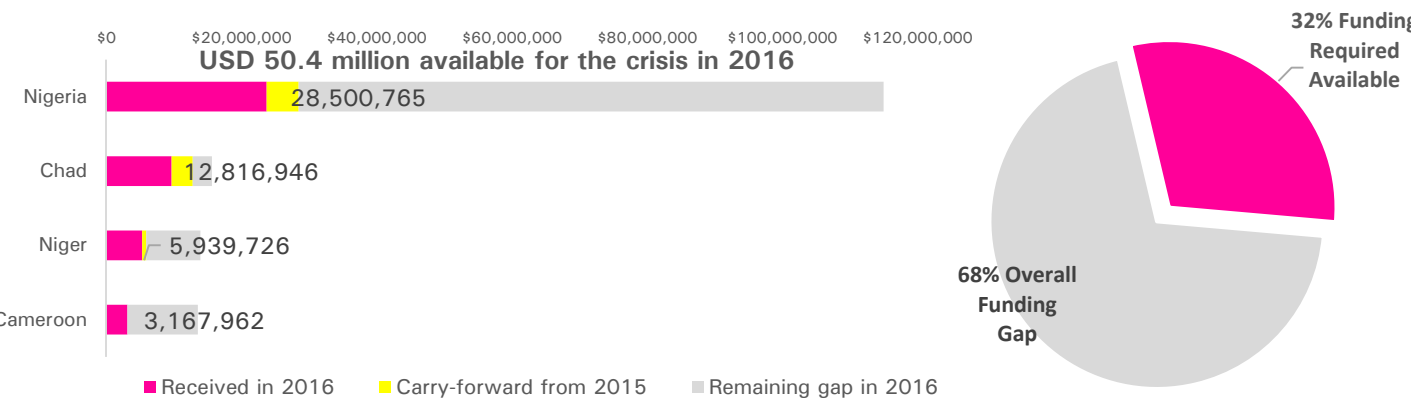 $0 $20,000,000 $40,000,000 $60,000,000 $80,000,000 $100,000,000 $120,000,000
USD 50.4 million available for the crisis in 2016
Nigeria 28,500,765
Chad 12,816,946
Niger 5,939,726
Cameroon 3,167,962
Received in 2016 Carry-forward from 2015 Remaining gap in 2016
32% Funding
Required
Available
68% Overall
Funding
Gap